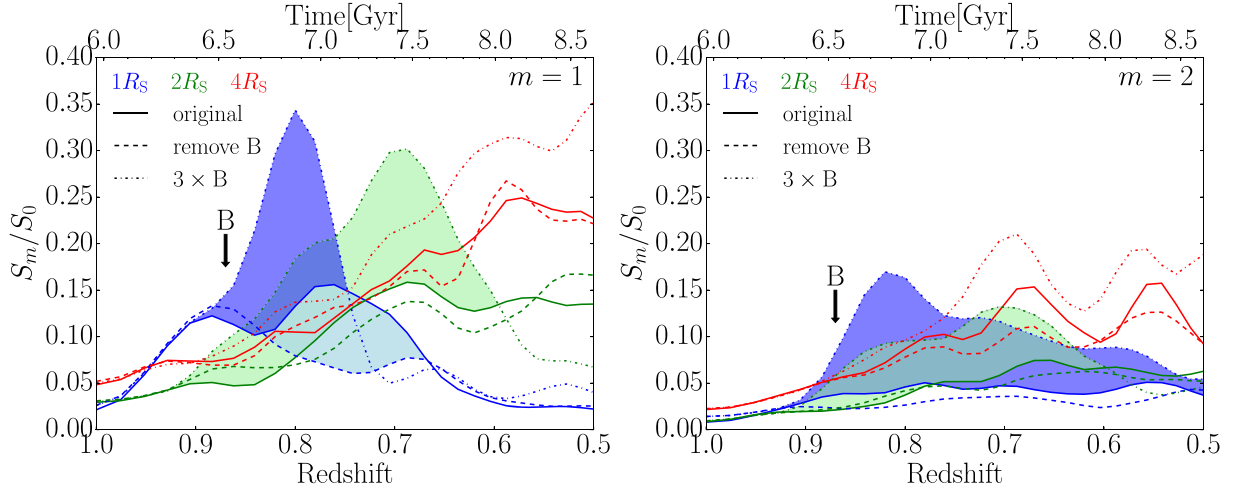 Time[Gyr]
6.0 6.5 7.0 7.5 8.0 8.5
0.40
1R_S 2R_S 4R_S
m = 1
original
remove B
3 × B
0.35
0.30
0.25
0.20
0.15
0.10
0.05
0.00
S_m/S_0
B
1.0 0.9 0.8 0.7 0.6 0.5
Redshift
Time[Gyr]
6.0 6.5 7.0 7.5 8.0 8.5
0.40
1R_S 2R_S 4R_S
m = 2
original
remove B
3 × B
0.35
0.30
0.25
0.20
0.15
0.10
0.05
0.00
S_m/S_0
B
1.0 0.9 0.8 0.7 0.6 0.5
Redshift